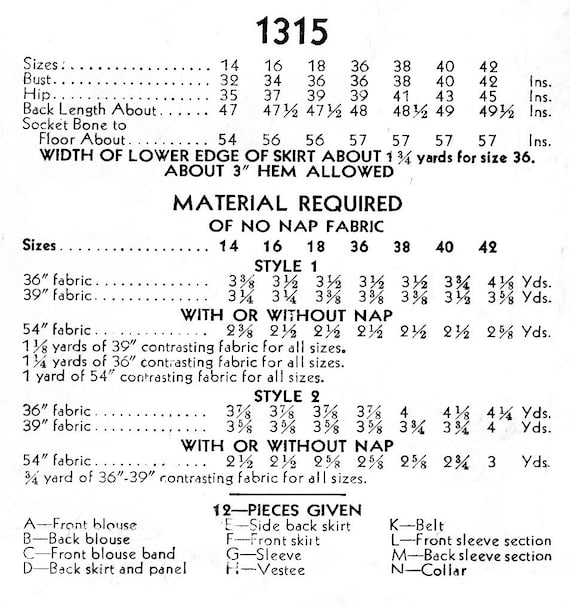 1315
Sizes: . . . . . . . . . . . . . . . . 14 16 18 36 38 40 42
Bust. . . . . . . . . . . . . . . . . . 32 34 36 36 38 40 42 Ins.
Hip. . . . . . . . . . . . . . . . . . . 35 37 39 39 41 43 45 Ins.
Back Length About. . . . . . 47 47½ 47½ 48 48½ 49 49½ Ins.
Socket Bone to
Floor About. . . . . . . . . . 54 56 56 57 57 57 57 Ins.
WIDTH OF LOWER EDGE OF SKIRT ABOUT 1¾ yards for size 36.
ABOUT 3" HEM ALLOWED
MATERIAL REQUIRED
OF NO NAP FABRIC
Sizes. . . . . . . . . . . . . . . . . . 14 16 18 36 38 40 42
STYLE 1
36" fabric. . . . . . . . . . . . . . 3⅜ 3½ 3½ 3½ 3½ 3¾ 4⅛ Yds.
39" fabric. . . . . . . . . . . . . . 3¼ 3¼ 3⅜ 3⅜ 3⅜ 3½ 3⅝ Yds.
WITH OR WITHOUT NAP
54" fabric. . . . . . . . . . . . . . 2⅜ 2½ 2½ 2½ 2½ 2½ 2⅝ Yds.
1⅛ yards of 39" contrasting fabric for all sizes.
1¼ yards of 36" contrasting fabric for all sizes.
1 yard of 54" contrasting fabric for all sizes.
STYLE 2
36" fabric. . . . . . . . . . . . . . 3⅞ 3⅞ 3⅞ 3⅞ 4 4⅛ 4¼ Yds.
39" fabric. . . . . . . . . . . . . . 3⅝ 3⅝ 3⅝ 3⅝ 3¾ 3¾ 4 Yds.
WITH OR WITHOUT NAP
54" fabric. . . . . . . . . . . . . . 2½ 2½ 2⅝ 2⅝ 2⅝ 2¾ 3 Yds.
¾ yard of 36"-39" contrasting fabric for all sizes.
12—PIECES GIVEN
A—Front blouse
B—Back blouse
C—Front blouse band
D—Back skirt and panel
E—Side back skirt
F—Front skirt
G—Sleeve
H—Vestee
K—Belt
L—Front sleeve section
M—Back sleeve section
N—Collar